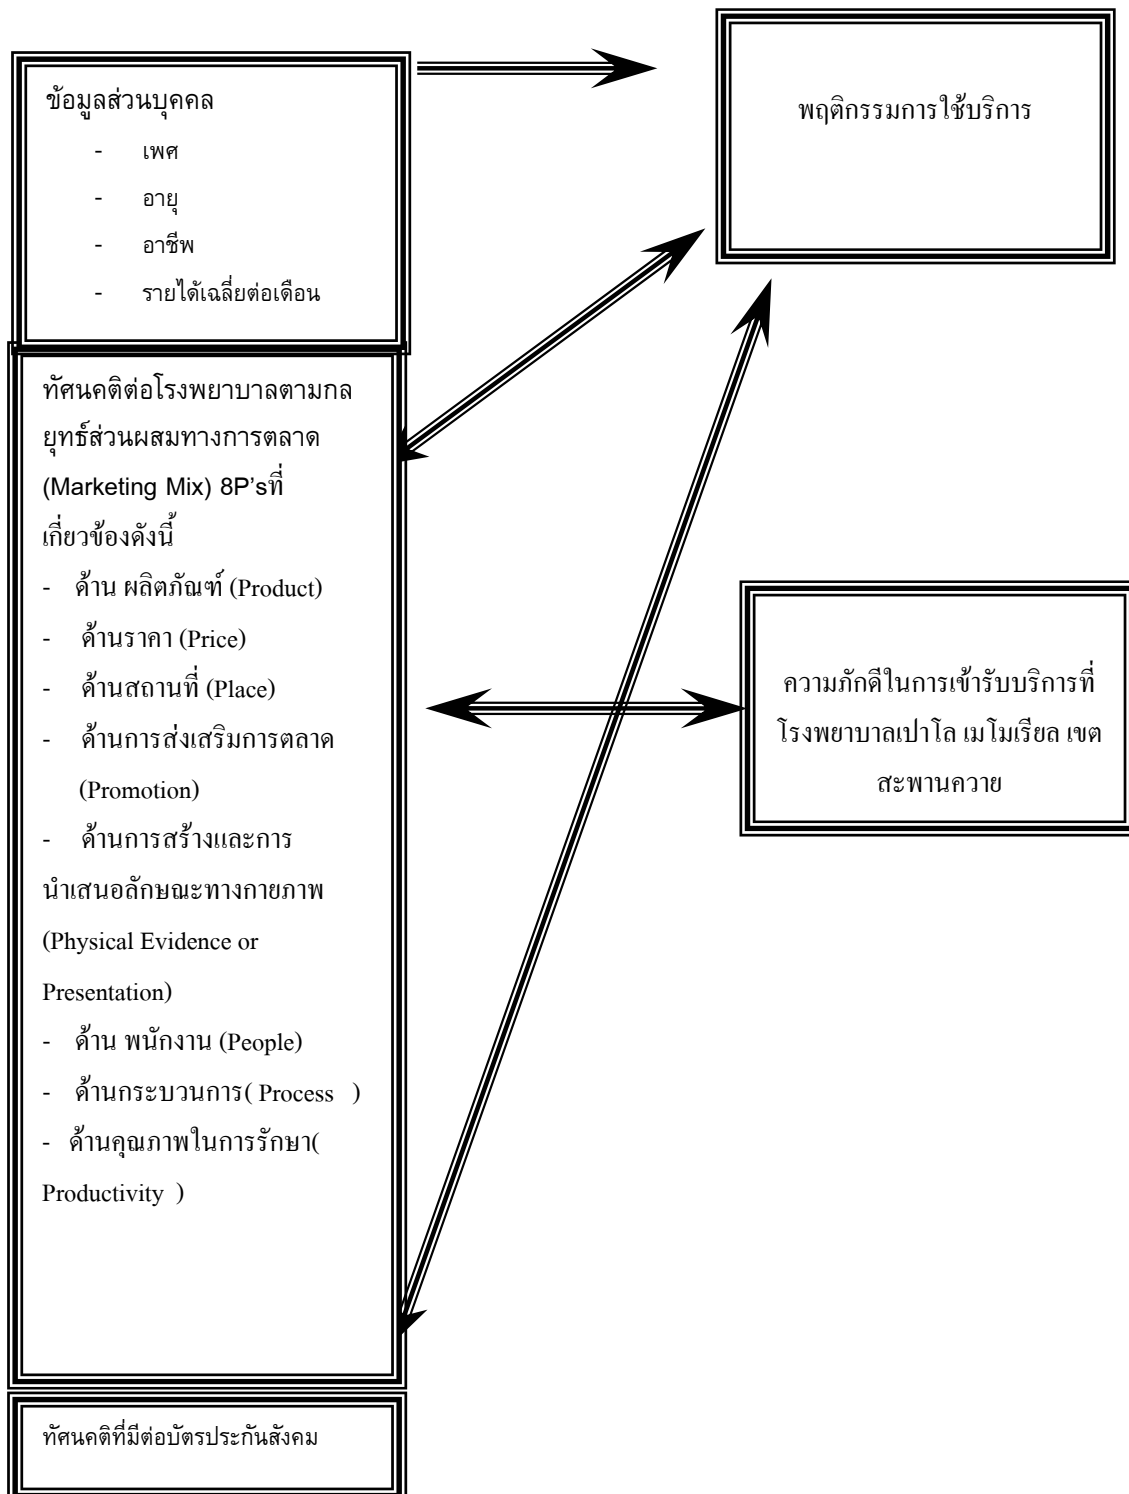 ข้อมูลส่วนบุคคล
- เพศ
- อายุ
- อาชีพ
- รายได้เฉลี่ยต่อเดือน
ทัศนคติต่อโรงพยาบาลตามกล
ยุทธ์ส่วนผสมทางการตลาด
(Marketing Mix) 8P’sที่
เกี่ยวข้องดังนี้
- ด้าน ผลิตภัณฑ์ (Product)
- ด้านราคา (Price)
- ด้านสถานที่ (Place)
- ด้านการส่งเสริมการตลาด
(Promotion)
- ด้านการสร้างและการ
นำเสนอลักษณะทางกายภาพ
(Physical Evidence or
Presentation)
- ด้าน พนักงาน (People)
- ด้านกระบวนการ( Process )
- ด้านคุณภาพในการรักษา(
Productivity )
ทัศนคติที่มีต่อบัตรประกันสังคม
พฤติกรรมการใช้บริการ
ความภักดีในการเข้ารับบริการที่
โรงพยาบาลเปาโล เมโมเรียล เขต
สะพานควาย